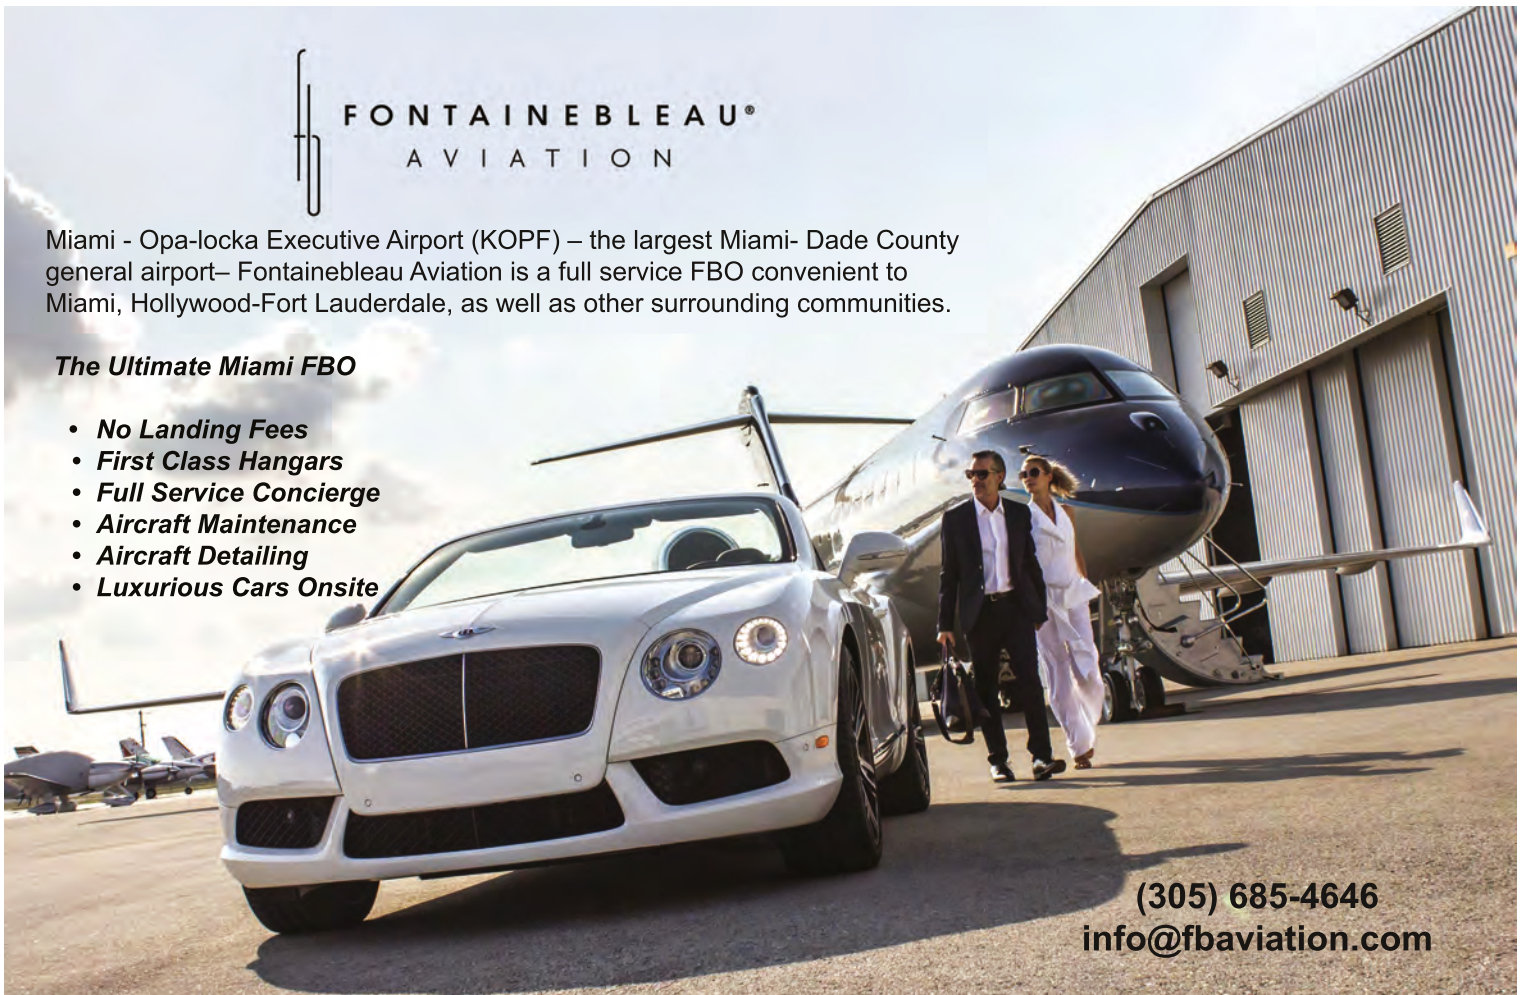 FONTAINEBLEAU®
AVIATION
Miami - Opa-locka Executive Airport (KOPF) – the largest Miami- Dade County
general airport– Fontainebleau Aviation is a full service FBO convenient to
Miami, Hollywood-Fort Lauderdale, as well as other surrounding communities.
The Ultimate Miami FBO
• No Landing Fees
• First Class Hangars
• Full Service Concierge
• Aircraft Maintenance
• Aircraft Detailing
• Luxurious Cars Onsite
(305) 685-4646
info@fbaviation.com